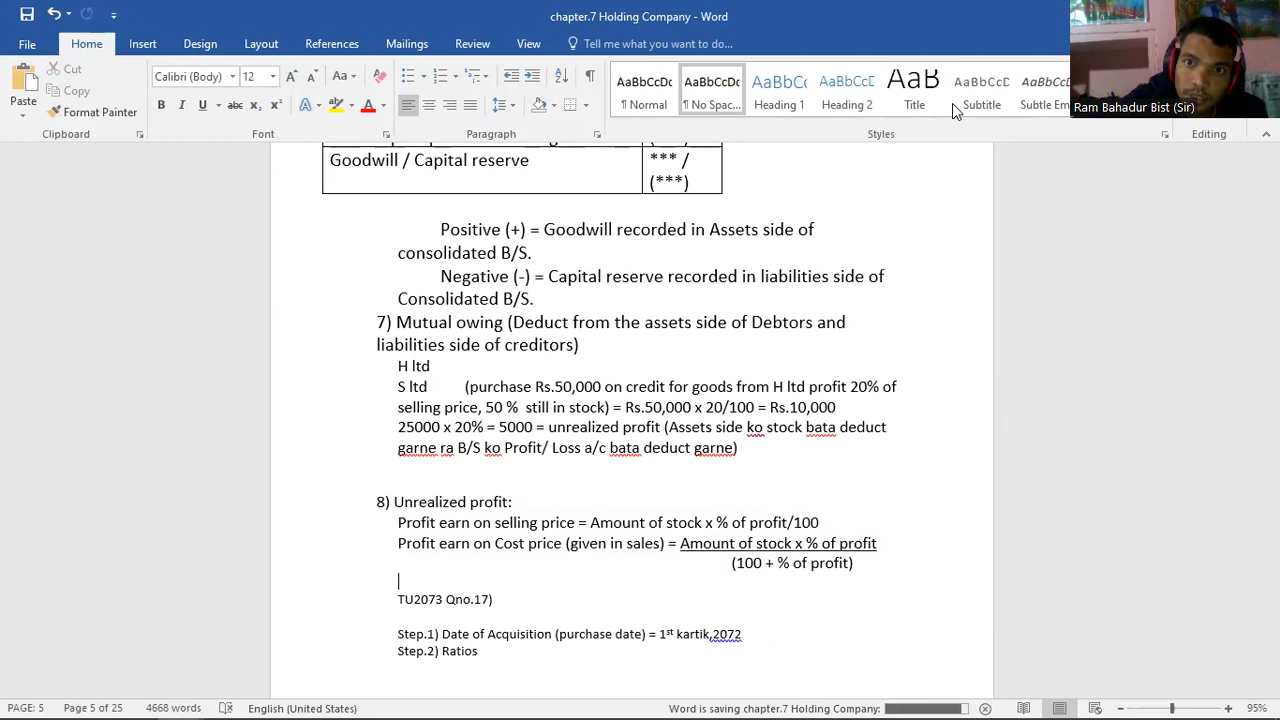 chapter.7 Holding Company - Word
File Home Insert Design Layout References Mailings Review View Tell me what you want to do...
Cut
Copy
Format Painter
Paste
Calibri (Body) 12
Aa
B I U abc x₂ x² A A
AaBbCcDc AaBbCcDc AaBbCc AaBbCcC AaB AaBbCcD AaBbCcDc
¶ Normal ¶ No Spac... Heading 1 Heading 2 Title Subtitle Subtle Em
Ram Bahadur Bist (Sir)
Clipboard Font Paragraph Styles Editing
Goodwill / Capital reserve *** /
(***)
Positive (+) = Goodwill recorded in Assets side of
consolidated B/S.
Negative (-) = Capital reserve recorded in liabilities side of
Consolidated B/S.
7) Mutual owing (Deduct from the assets side of Debtors and
liabilities side of creditors)
H ltd
S ltd (purchase Rs.50,000 on credit for goods from H ltd profit 20% of
selling price, 50 % still in stock) = Rs.50,000 x 20/100 = Rs.10,000
25000 x 20% = 5000 = unrealized profit (Assets side ko stock bata deduct
garne ra B/S ko Profit/ Loss a/c bata deduct garne)
8) Unrealized profit:
Profit earn on selling price = Amount of stock x % of profit/100
Profit earn on Cost price (given in sales) = Amount of stock x % of profit
(100 + % of profit)
TU2073 Qno.17)
Step.1) Date of Acquisition (purchase date) = 1st kartik,2072
Step.2) Ratios
PAGE: 5 Page 5 of 25 4668 words English (United States) Word is saving chapter.7 Holding Company: 95%